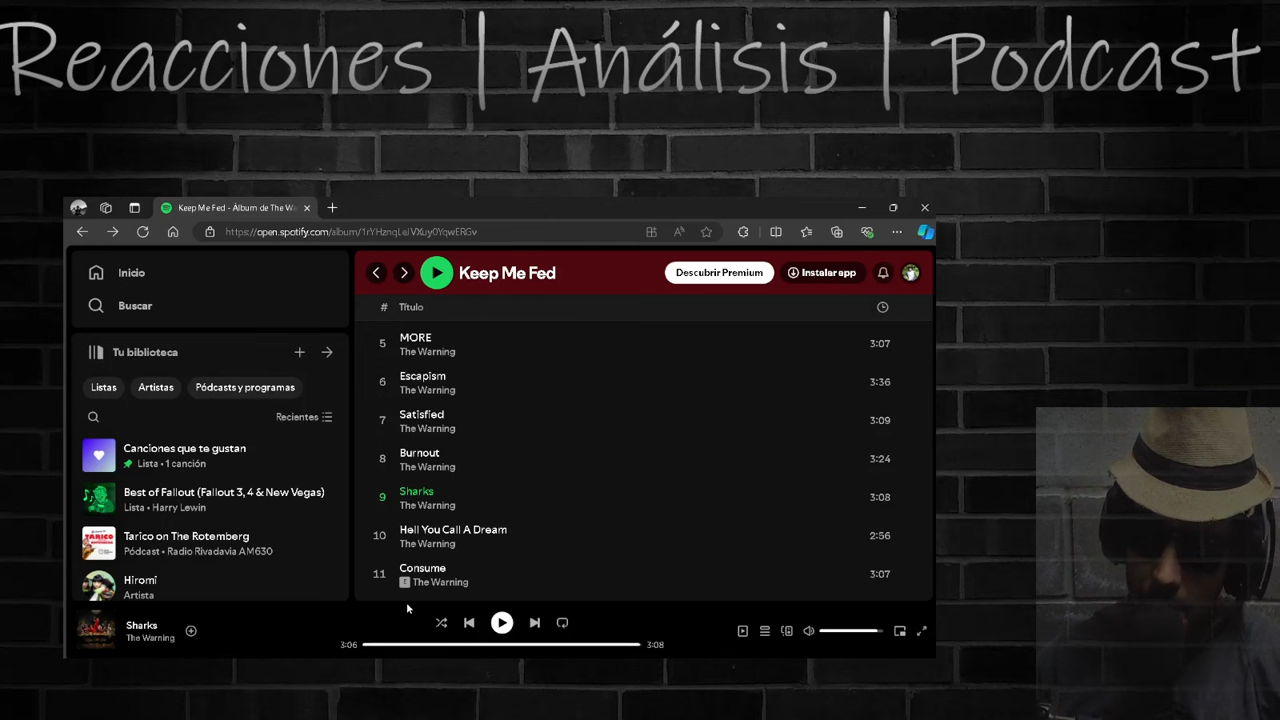 Reacciones | Análisis | Podcast
Keep Me Fed - Álbum de The W
https://open.spotify.com/album/
Inicio
Buscar
Tu biblioteca
Listas
Artistas
Pódcasts y programas
Recientes
Canciones que te gustan
Lista • 1 canción
Best of Fallout (Fallout 3, 4 & New Vegas)
Lista • Harry Lewin
Tarico on The Rotemberg
Pódcast • Radio Rivadavia AM630
Hiromi
Artista
Keep Me Fed
Descubrir Premium
Instalar app
# Título
5 MORE 3:07
The Warning
6 Escapism 3:36
The Warning
7 Satisfied 3:09
The Warning
8 Burnout 3:24
The Warning
9 Sharks 3:08
The Warning
10 Hell You Call A Dream 2:56
The Warning
11 Consume 3:07
E The Warning
Sharks
The Warning
3:06
3:08